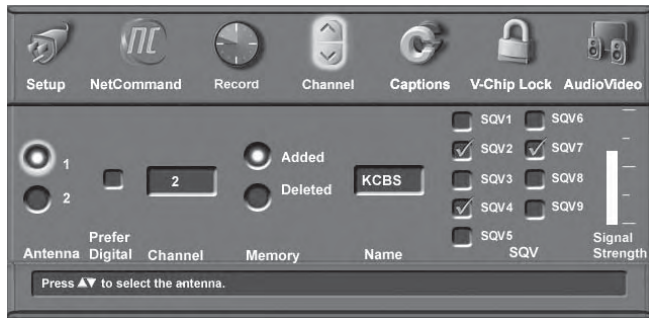 NC
C
Setup NetCommand Record Channel Captions V-Chip Lock AudioVideo
SQV1 SQV6
1 Added SQV2 SQV7
2 KCBS SQV3 SQV8
2 Deleted SQV4 SQV9
SQV5
Antenna Prefer Digital Channel Memory Name SQV Signal Strength
Press ▲▼ to select the antenna.